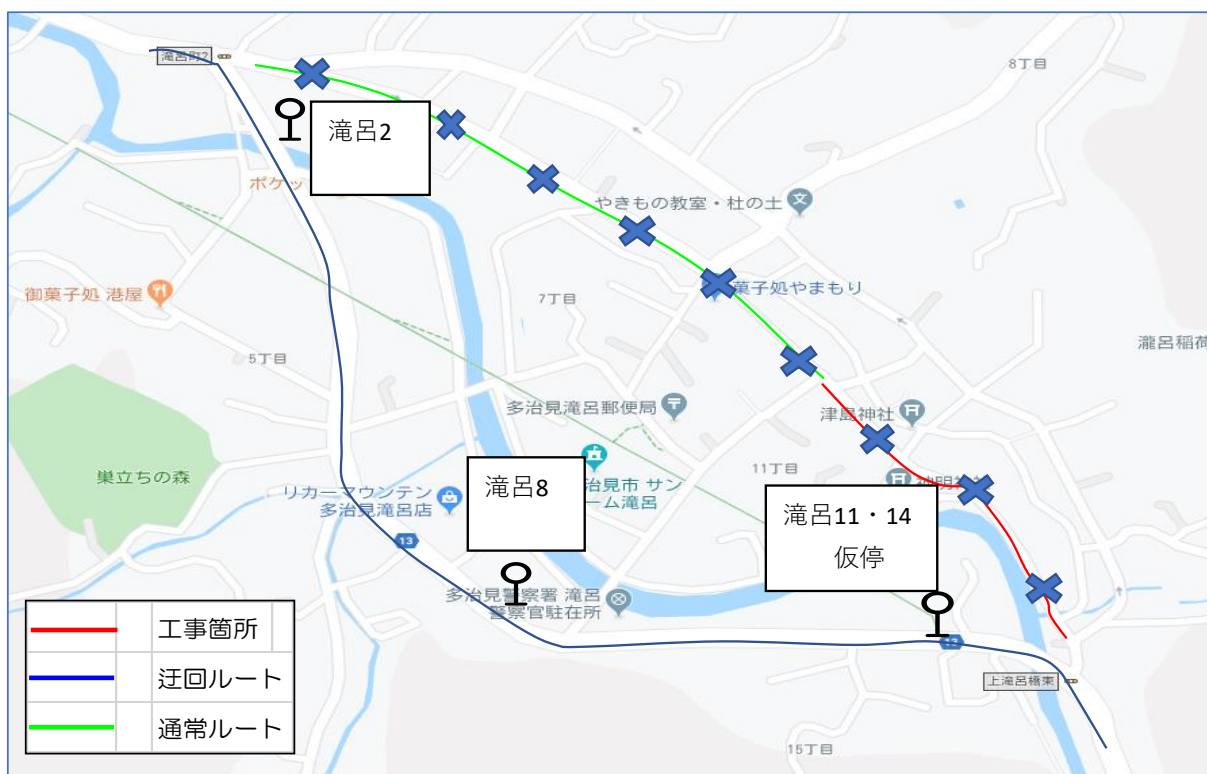 滝呂町2
8丁目
滝呂2
ポケッ
やきもの教室・杜の土
御菓子処 港屋
7丁目
菓子処やまもり
5丁目
瀧呂稲荷
多治見滝呂郵便局
津島神社
巣立ちの森
11丁目
リカーマウンテン
多治見滝呂店
滝呂8
治見市 サン
ーム滝呂
滝呂11・14
仮停
13
多治見警察署 滝呂
警察官駐在所
13
上滝呂橋東
15丁目
工事箇所
迂回ルート
通常ルート